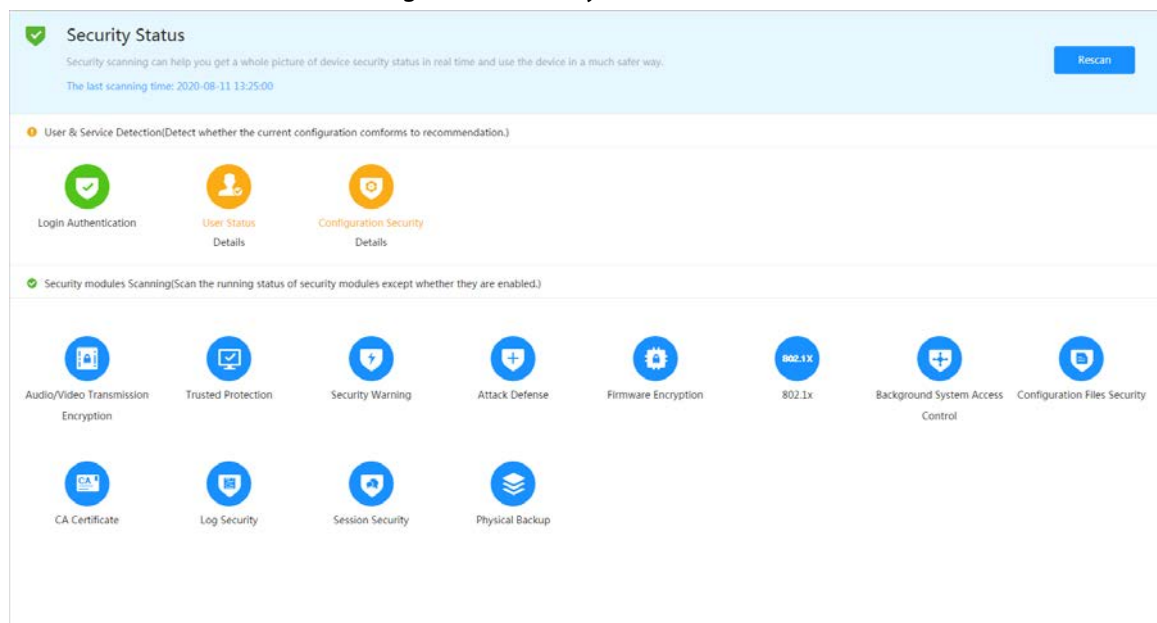 Security Status
Security scanning can help you get a whole picture of device security status in real time and use the device in a much safer way.
Rescan
The last scanning time: 2020-08-11 13:25:00
User & Service Detection(Detect whether the current configuration comforms to recommendation.)
Login Authentication
User Status
Configuration Security
Details
Details
Security modules Scanning(Scan the running status of security modules except whether they are enabled.)
802.1X
Audio/Video Transmission
Encryption
Trusted Protection
Security Warning
Attack Defense
Firmware Encryption
802.1x
Background System Access
Control
Configuration Files Security
CA
CA Certificate
Log Security
Session Security
Physical Backup